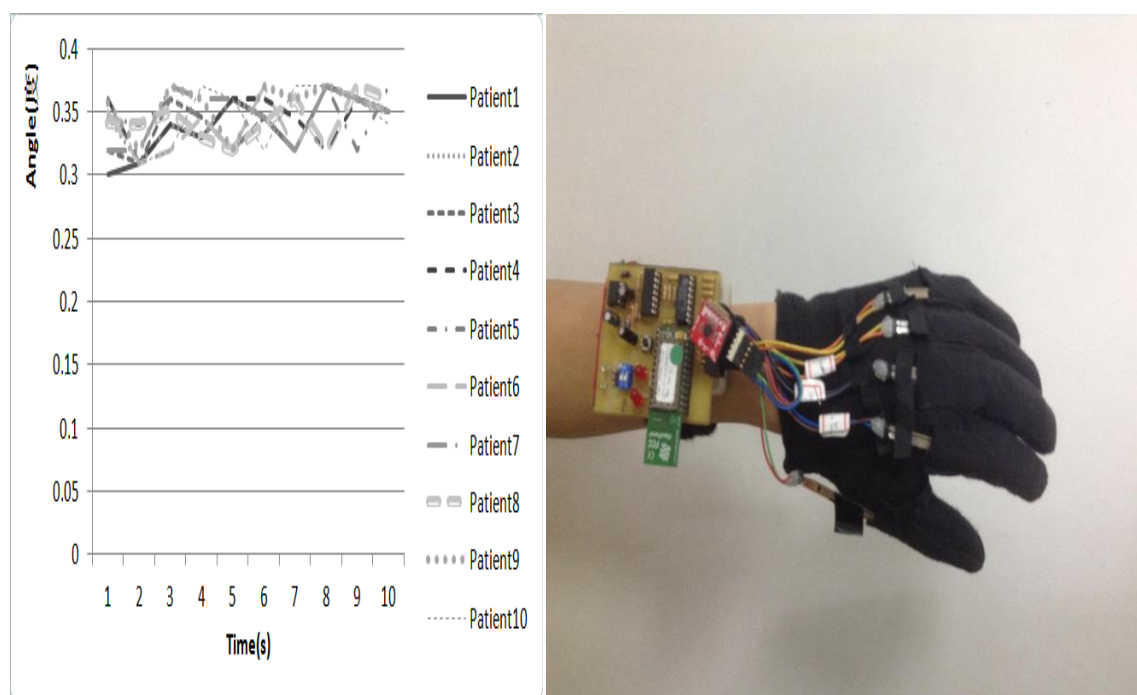 Angle
0.4
0.35
0.3
0.25
0.2
0.15
0.1
0.05
0
1 2 3 4 5 6 7 8 9 10
Time(s)
Patient1
Patient2
Patient3
Patient4
Patient5
Patient6
Patient7
Patient8
Patient9
Patient10